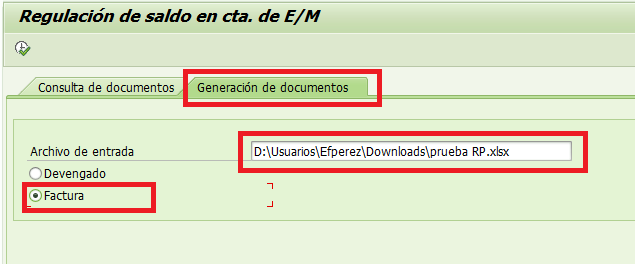 Regulación de saldo en cta. de E/M
Consulta de documentos
Generación de documentos
Archivo de entrada
D:\Usuarios\Efperez\Downloads\prueba RP.xlsx
Devengado
Factura